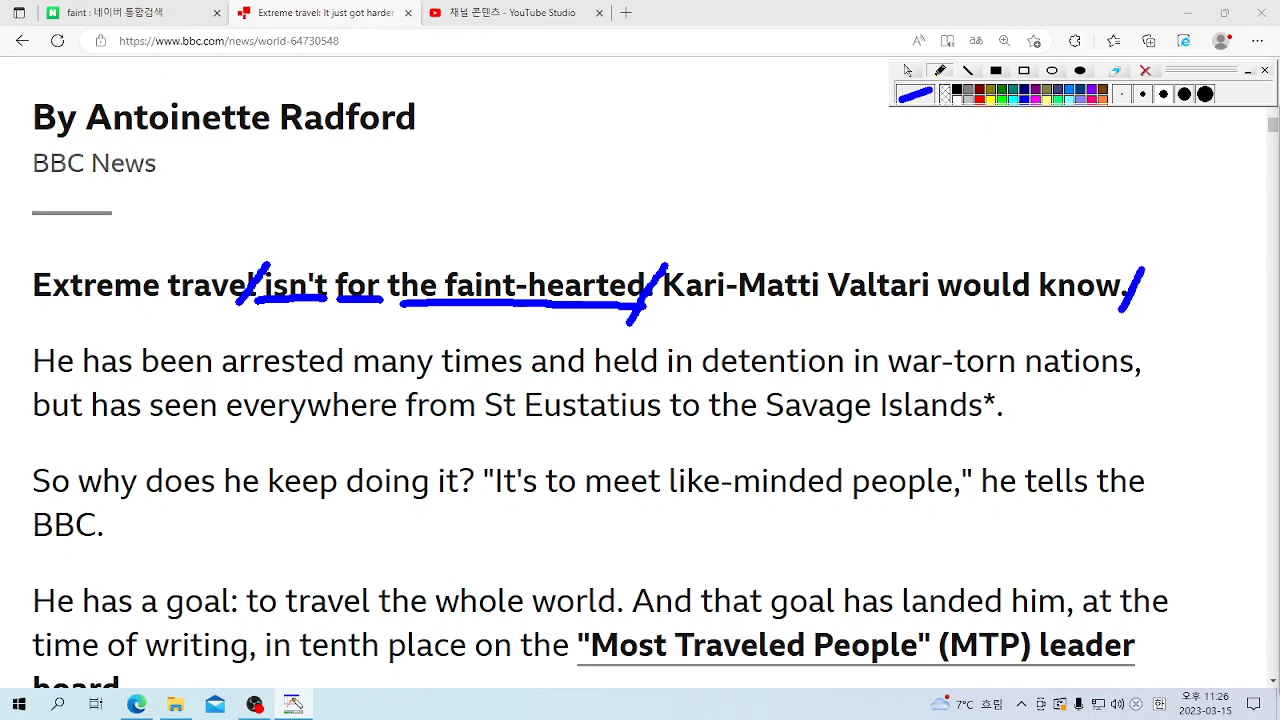 faint : 네이버 통합검색
Extreme travel: It just got harder
채널 콘텐츠 - YouTube Studio
https://www.bbc.com/news/world-64730548
By Antoinette Radford
BBC News
Extreme travel isn't for the faint-hearted. Kari-Matti Valtari would know.
He has been arrested many times and held in detention in war-torn nations,
but has seen everywhere from St Eustatius to the Savage Islands*.
So why does he keep doing it? "It's to meet like-minded people," he tells the
BBC.
He has a goal: to travel the whole world. And that goal has landed him, at the
time of writing, in tenth place on the "Most Traveled People" (MTP) leader
board
7°C 흐림
오후 11:26
2023-03-15